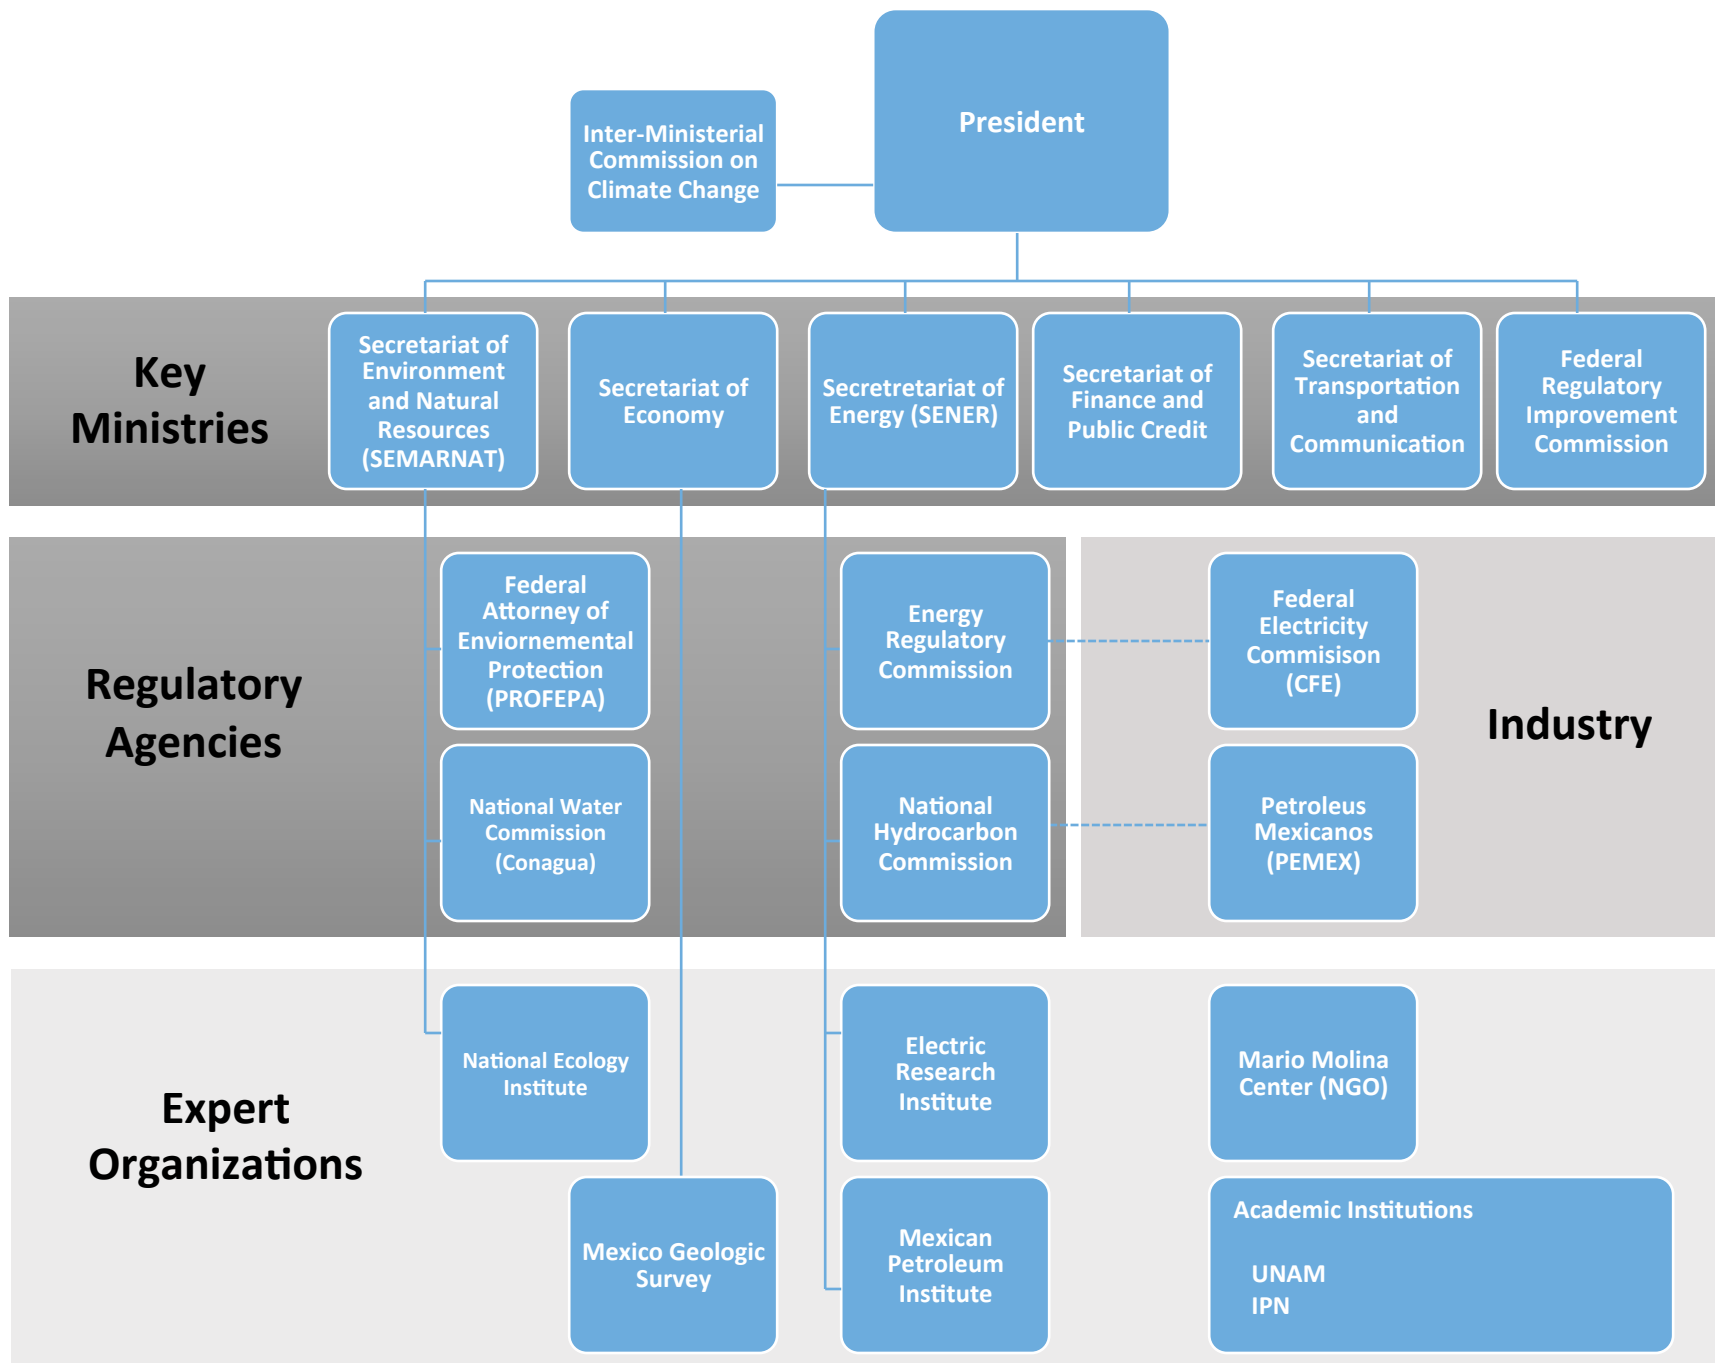 President
Inter-Ministerial
Commission on
Climate Change
Key
Ministries
Secretariat of
Environment
and Natural
Resources
(SEMARNAT)
Secretariat of
Economy
Secretretariat of
Energy (SENER)
Secretariat of
Finance and
Public Credit
Secretariat of
Transportation
and
Communication
Federal
Regulatory
Improvement
Commission
Regulatory
Agencies
Federal
Attorney of
Enviornemental
Protection
(PROFEPA)
Energy
Regulatory
Commission
Federal
Electricity
Commisison
(CFE)
Industry
National Water
Commission
(Conagua)
National
Hydrocarbon
Commission
Petroleus
Mexicanos
(PEMEX)
Expert
Organizations
National Ecology
Institute
Electric
Research
Institute
Mario Molina
Center (NGO)
Mexico Geologic
Survey
Mexican
Petroleum
Institute
Academic Institutions
UNAM
IPN